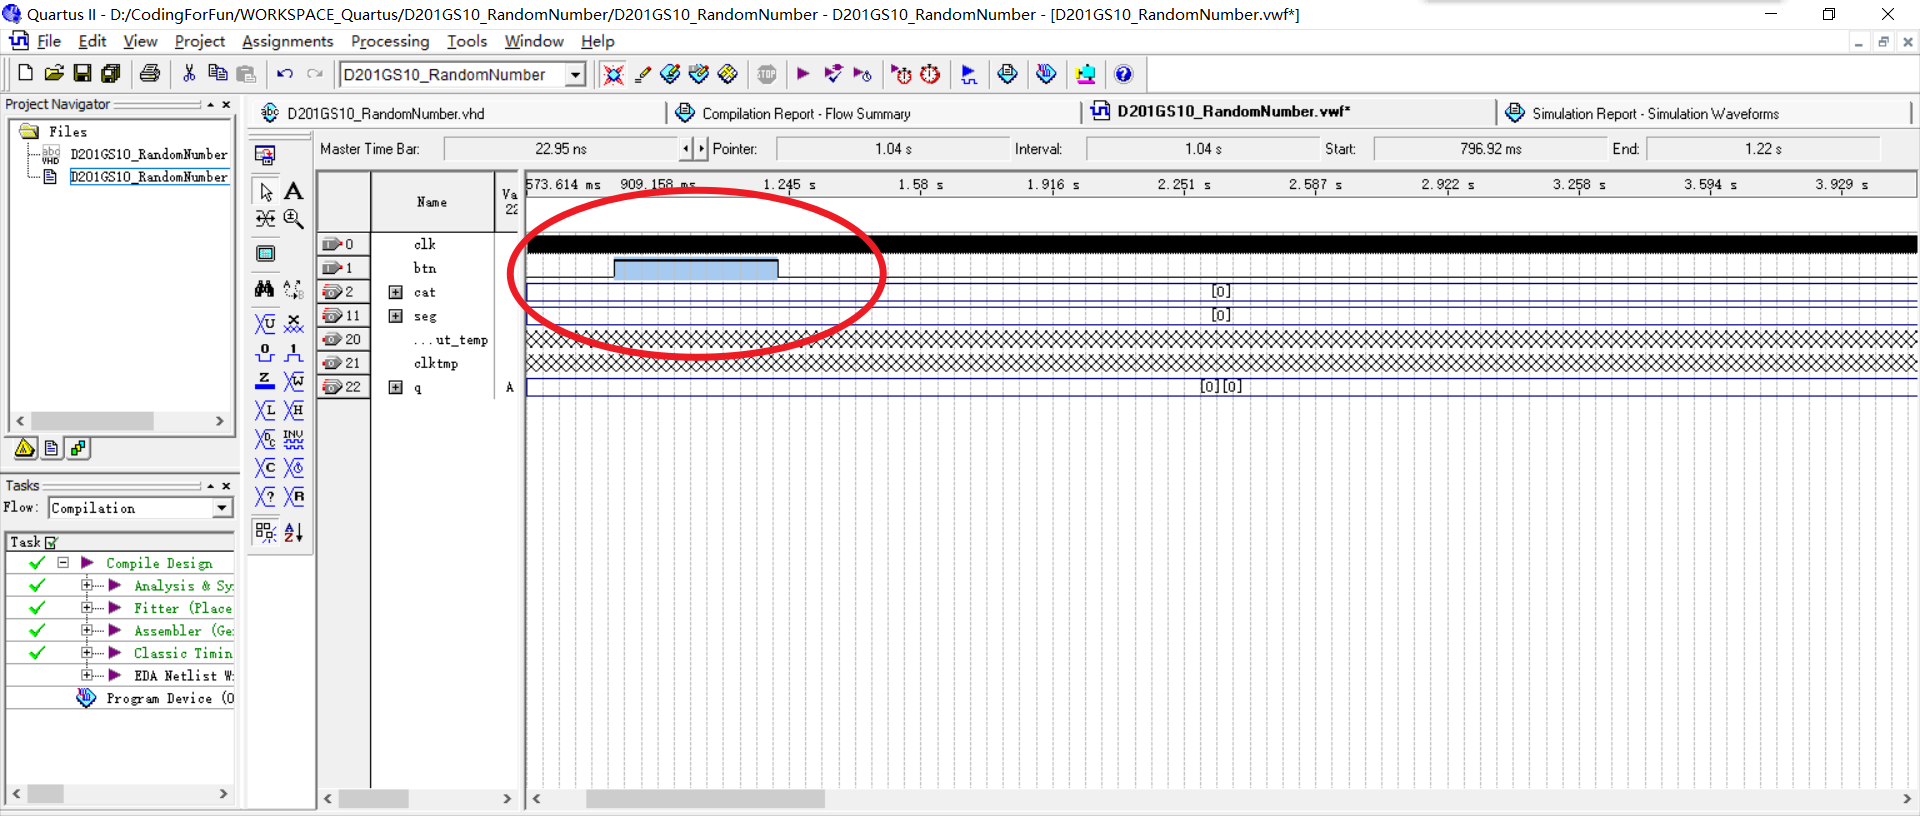 Quartus II - D:/CodingForFun/WORKSPACE_Quartus/D201GS10_RandomNumber/D201GS10_RandomNumber - D201GS10_RandomNumber - [D201GS10_RandomNumber.vwf*]
File Edit View Project Assignments Processing Tools Window Help
D201GS10_RandomNumber
Project Navigator
Files
D201GS10_RandomNumber
D201GS10_RandomNumber
D201GS10_RandomNumber.vhd
Compilation Report - Flow Summary
D201GS10_RandomNumber.vwf*
Simulation Report - Simulation Waveforms
Master Time Bar: 22.95 ns Pointer: 1.04 s Interval: 1.04 s Start: 796.92 ms End: 1.22 s
Name
Va
22
573.614 ms 909.158 ms 1.245 s 1.58 s 1.916 s 2.251 s 2.587 s 2.922 s 3.258 s 3.594 s 3.929 s
0 clk
1 btn
2 cat [0]
11 seg [0]
20 ...ut_temp
21 clktmp
22 q A [0][0]
Tasks
Flow: Compilation
Task
Compile Design
Analysis & Sy
Fitter (Place
Assembler (Ge
Classic Timin
EDA Netlist W
Program Device (O